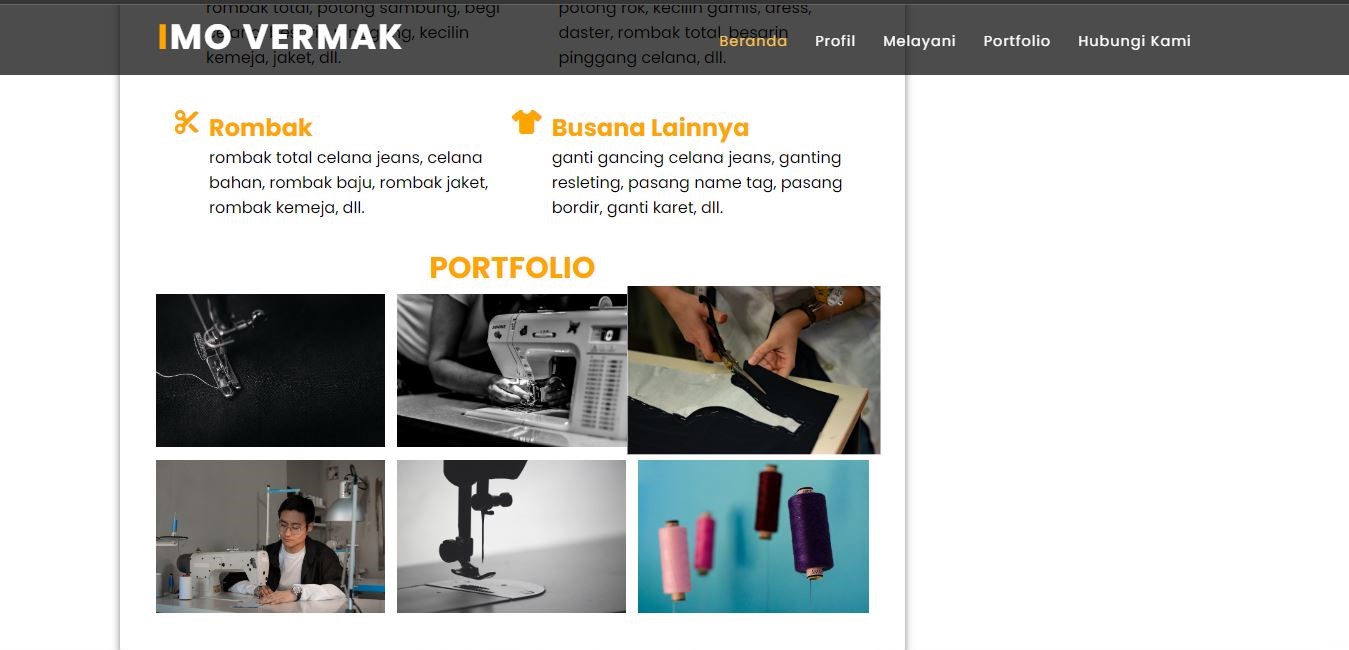 rombak total, potong sambung, begi
kecilin
kemeja, jaket, dll.
potong rok, kecilin gamis, dress,
daster, rombak total, besarin
pinggang celana, dll.
IMO VERMAK
Beranda
Profil
Melayani
Portfolio
Hubungi Kami
Rombak
rombak total celana jeans, celana
bahan, rombak baju, rombak jaket,
rombak kemeja, dll.
Busana Lainnya
ganti gancing celana jeans, ganting
resleting, pasang name tag, pasang
bordir, ganti karet, dll.
PORTFOLIO